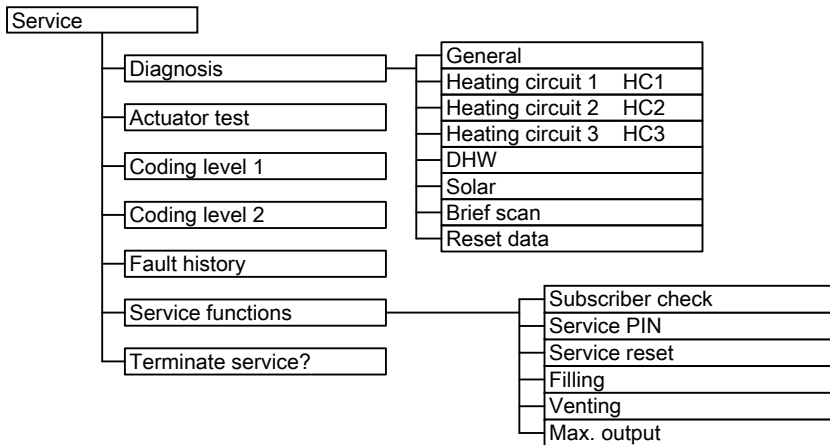 Service
Diagnosis
Actuator test
Coding level 1
Coding level 2
Fault history
Service functions
Terminate service?
General
Heating circuit 1 HC1
Heating circuit 2 HC2
Heating circuit 3 HC3
DHW
Solar
Brief scan
Reset data
Subscriber check
Service PIN
Service reset
Filling
Venting
Max. output